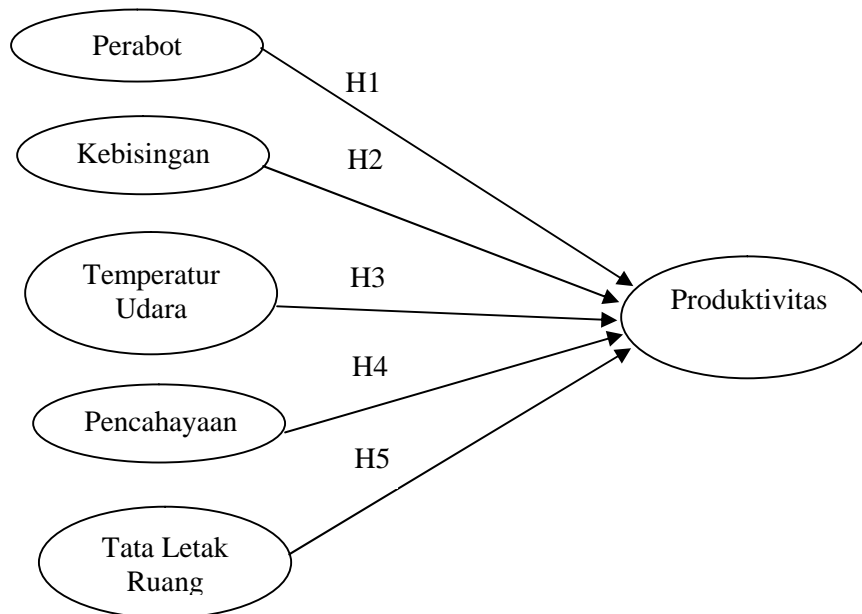 Perabot
H1
Kebisingan
H2
Temperatur
Udara
H3
Produktivitas
H4
Pencahayaan
H5
Tata Letak
Ruang